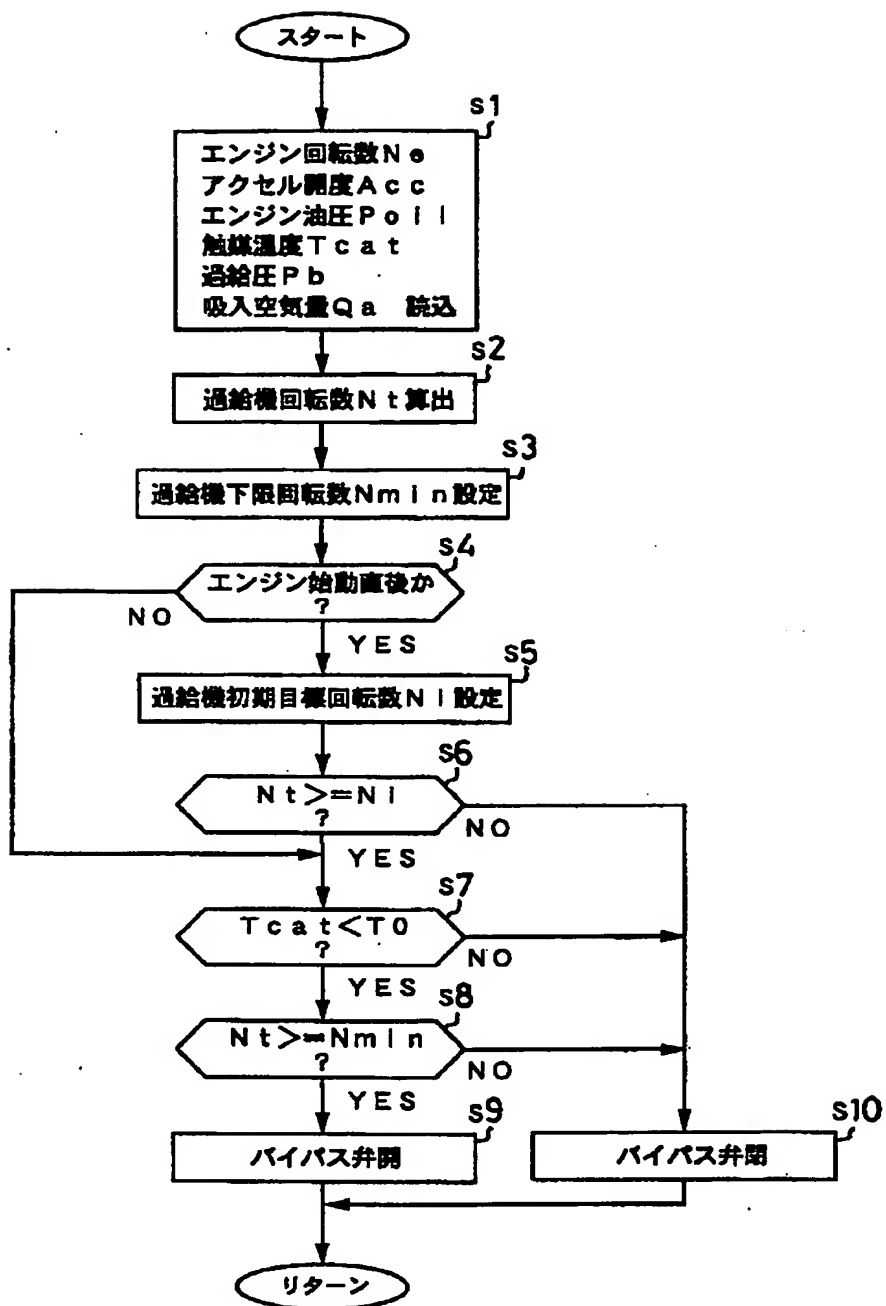 スタート
S1
エンジン回転数Ne
アクセル開度Acc
エンジン油圧Poil
触媒温度Tcat
過給圧Pb
吸入空気量Qa 読込
S2
過給機回転数Nt算出
S3
過給機下限回転数Nmin設定
S4
エンジン始動直後か
?
NO
YES
S5
過給機初期目標回転数Ni設定
S6
Nt>=Ni
?
NO
YES
S7
Tcat<T0
?
NO
YES
S8
Nt>=Nmin
?
NO
YES
S9
バイパス弁開
S10
バイパス弁閉
リターン